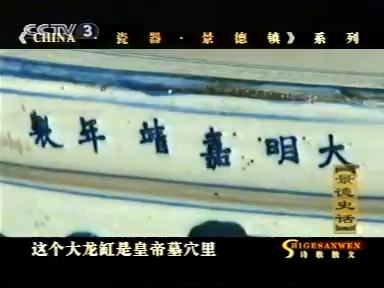 CCTV 3
《CHINA 瓷器·景德镇》系列
製年靖嘉明大
景德史话
这个大龙缸是皇帝墓穴里
SHIGESANWEN
诗歌散文